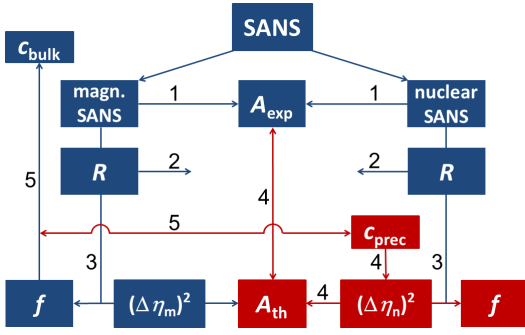 SANS
c_bulk
magn.
SANS
1
A_exp
1
nuclear
SANS
R
2
2
R
5
4
5
c_prec
3
4
3
f
(Δη_m)²
A_th
4
(Δη_n)²
f